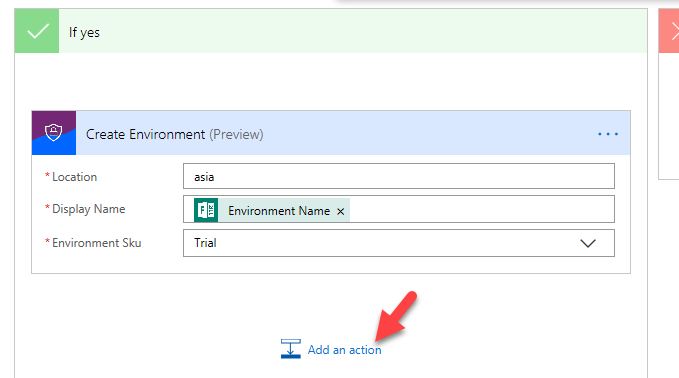 If yes
Create Environment (Preview)
* Location asia
* Display Name Environment Name ×
* Environment Sku Trial
Add an action